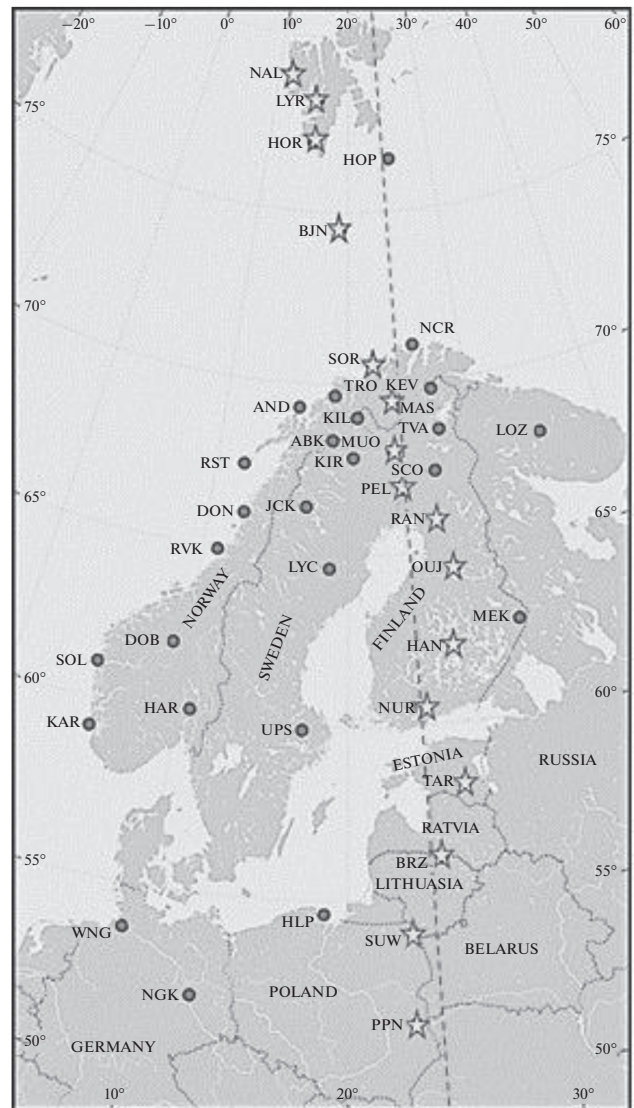 −20° −10° 0° 10° 20° 30° 40° 50° 60°
NAL
LYR
75°
HOR
75°
HOP
BJN
70°
NCR
70°
SOR
TRO KEV
AND
MAS
KIL
TVA
LOZ
ABK MUO
RST
KIR
SCO
PEL
65°
DON
JCK
RAN
65°
RVK
LYC
OUJ
NORWAY
FINLAND
SWEDEN
MEK
DOB
HAN
SOL
60°
60°
KAR
HAR
NUR
UPS
ESTONIA
RUSSIA
TAR
RATVIA
55°
BRZ
55°
LITHUASIA
WNG
HLP
SUW
BELARUS
NGK
POLAND
PPN
50°
GERMANY
50°
10° 20° 30°